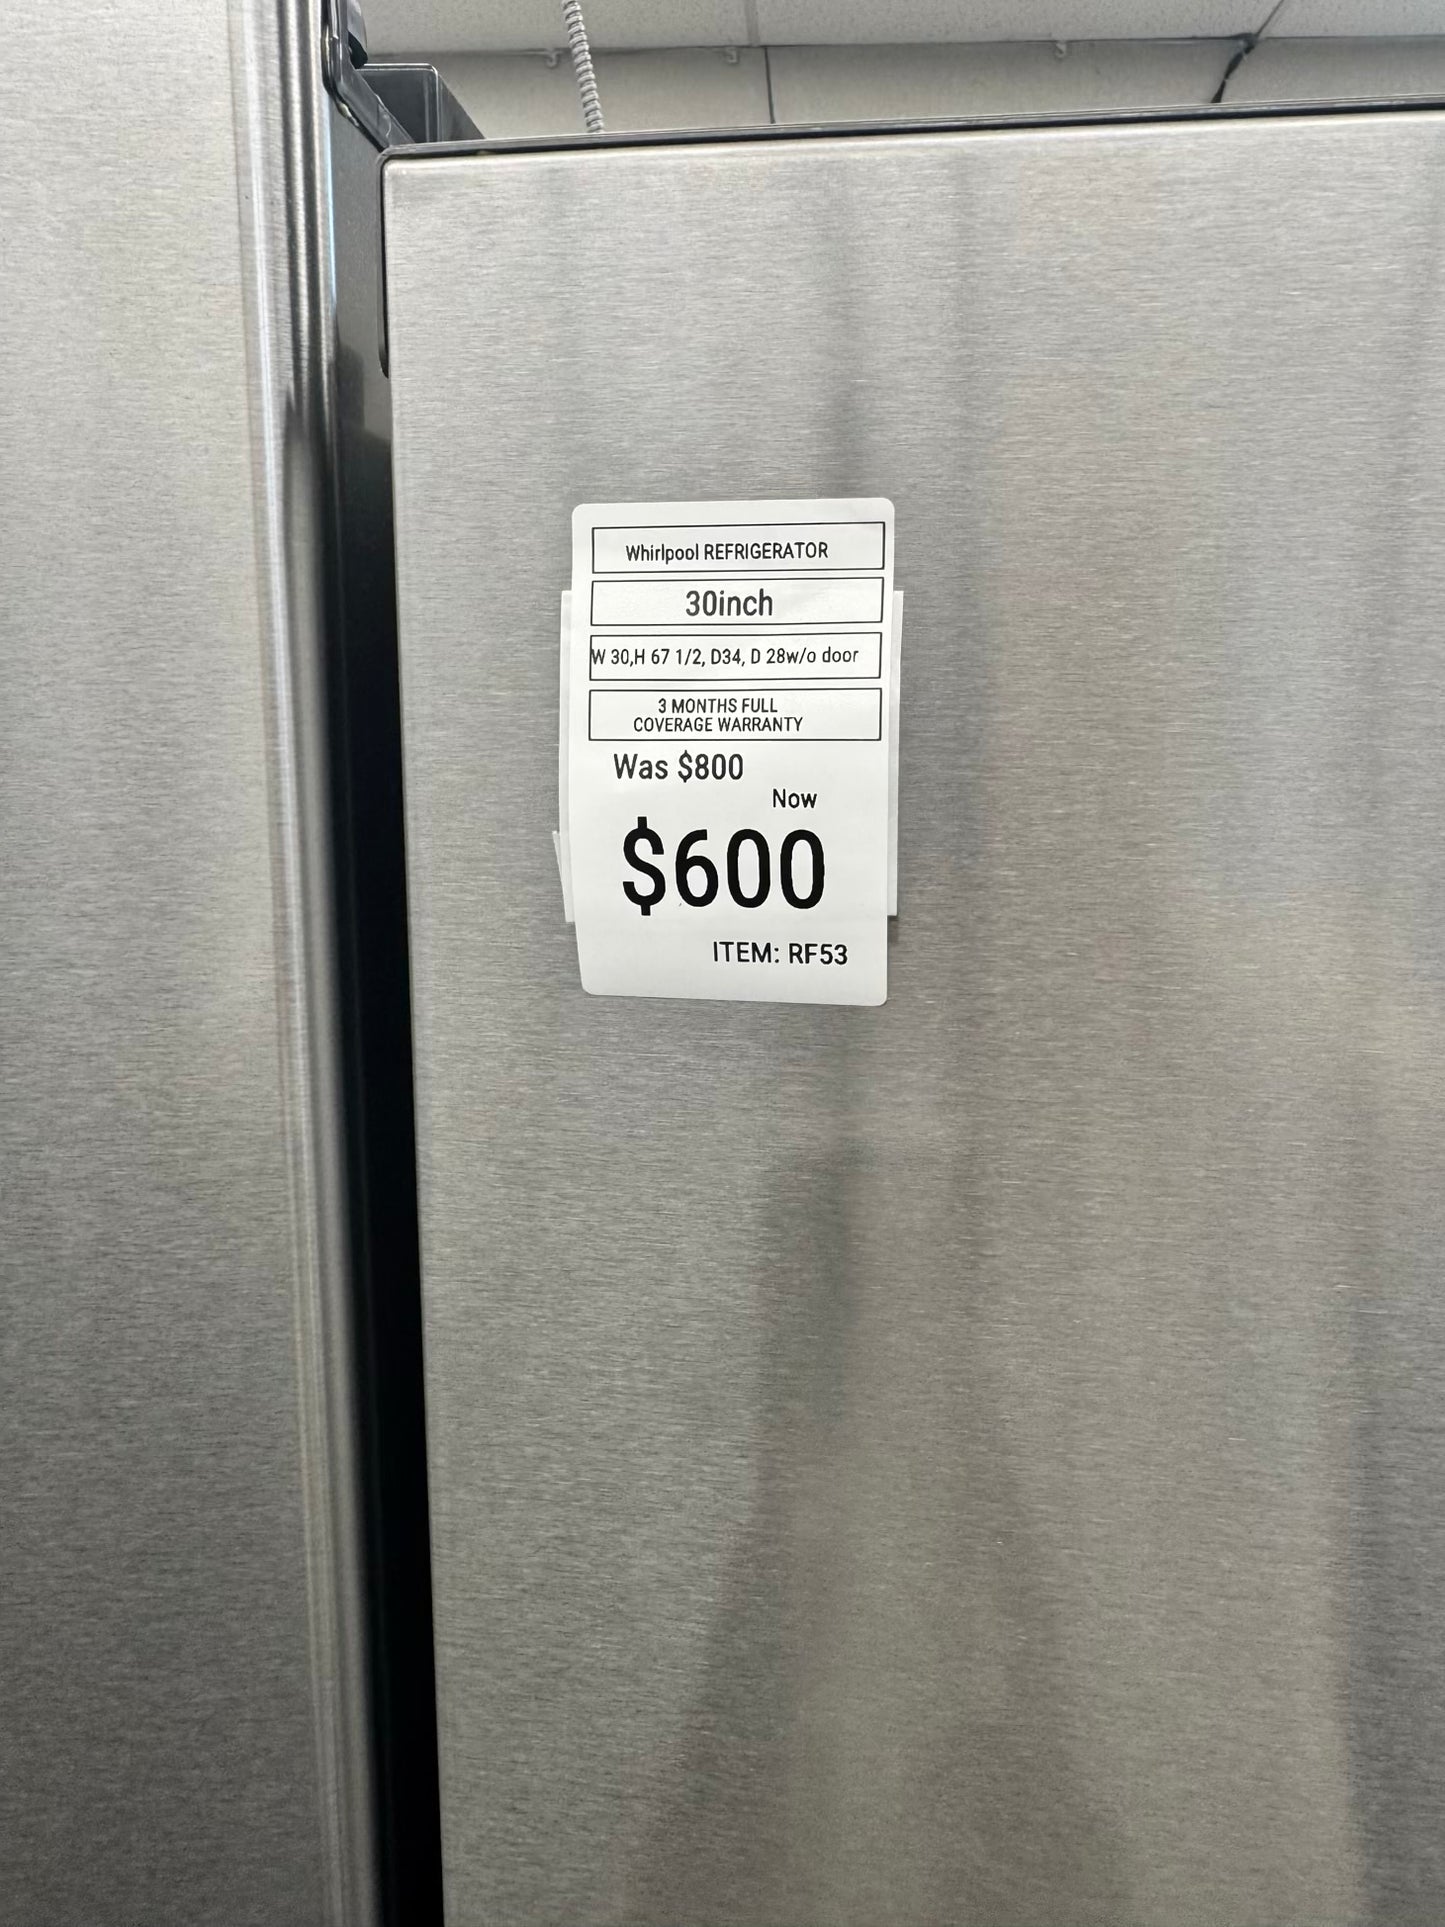 Whirlpool REFRIGERATOR
30inch
W 30,H 67 1/2, D34, D 28w/o door
3 MONTHS FULL
COVERAGE WARRANTY
Was $800
Now
$600
ITEM: RF53